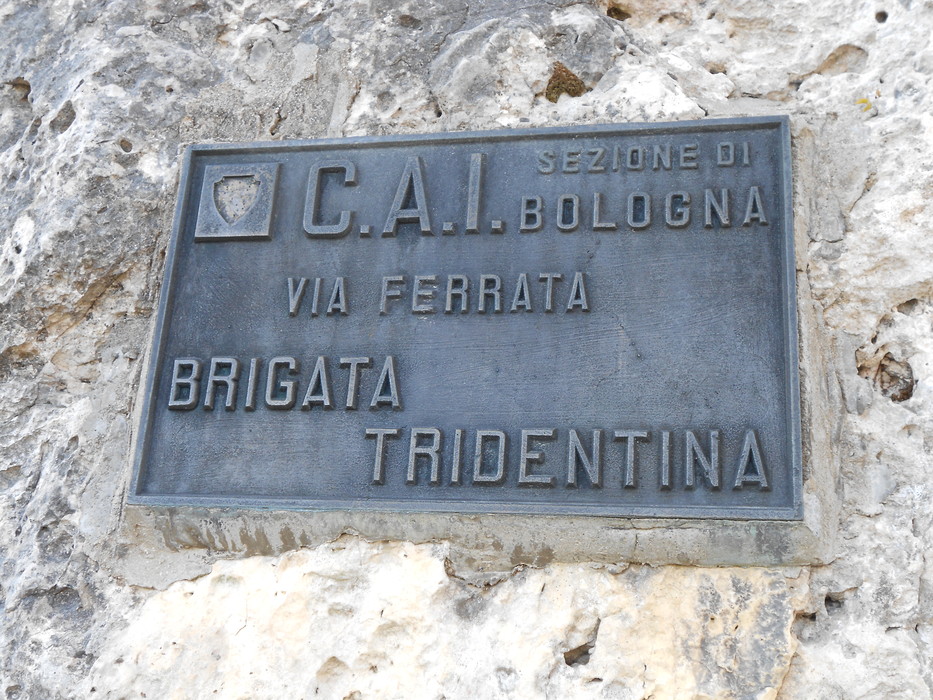 C.A.I. SEZIONE DI
BOLOGNA
VIA FERRATA
BRIGATA
TRIDENTINA